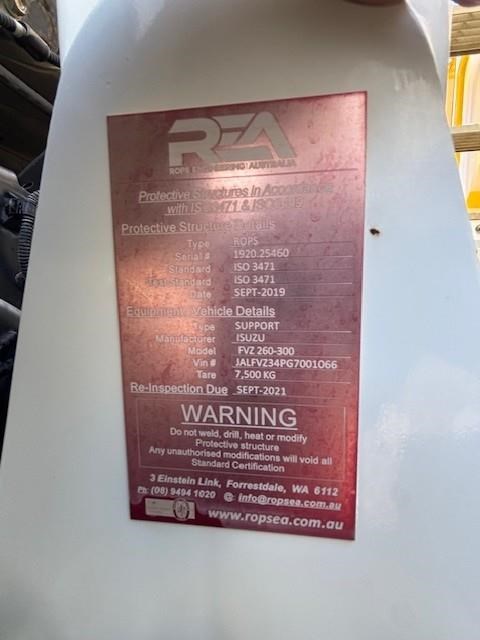 REA
ROPS ENGINEERING AUSTRALIA
Protective Structures In Accordance
with ISO 3471 & ISO
Protective Structure Details
Type ROPS
Serial # 1920.25460
Standard ISO 3471
Test Standard ISO 3471
Date SEPT-2019
Equipment/Vehicle Details
Type SUPPORT
Manufacturer ISUZU
Model FVZ 260-300
Vin# JALFVZ34PG7001066
Tare 7,500 KG
Re-Inspection Due SEPT-2021
WARNING
Do not weld, drill, heat or modify
Protective structure
Any unauthorised modifications will void all
Standard Certification
3 Einstein Link, Forrestdale, WA 6112
Ph: (08) 9494 1020 @: info@ropsea.com.au
www.ropsea.com.au